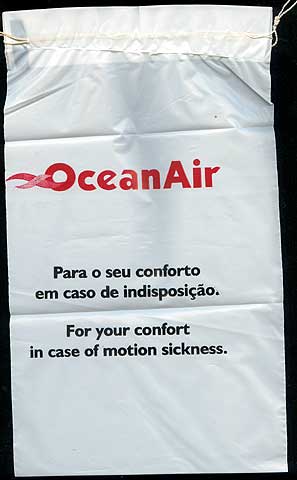 OceanAir
Para o seu conforto
em caso de indisposição.
For your confort
in case of motion sickness.